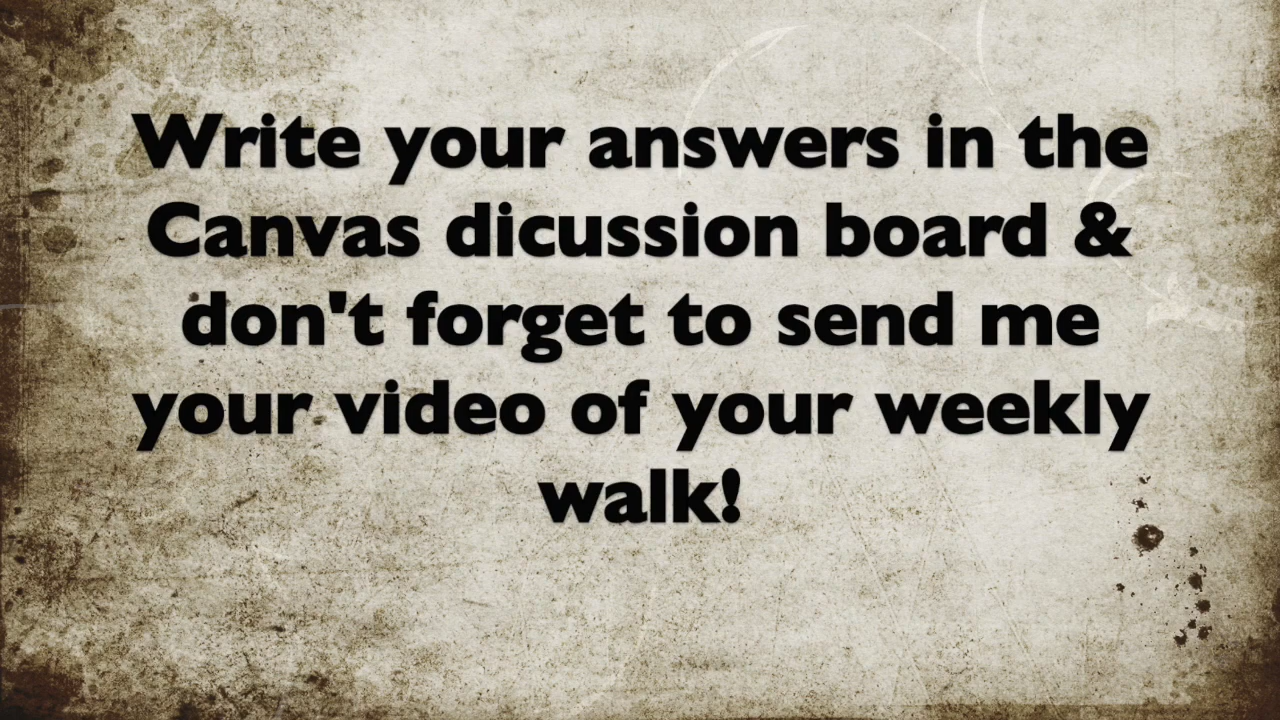 Write your answers in the
Canvas dicussion board &
don't forget to send me
your video of your weekly
walk!